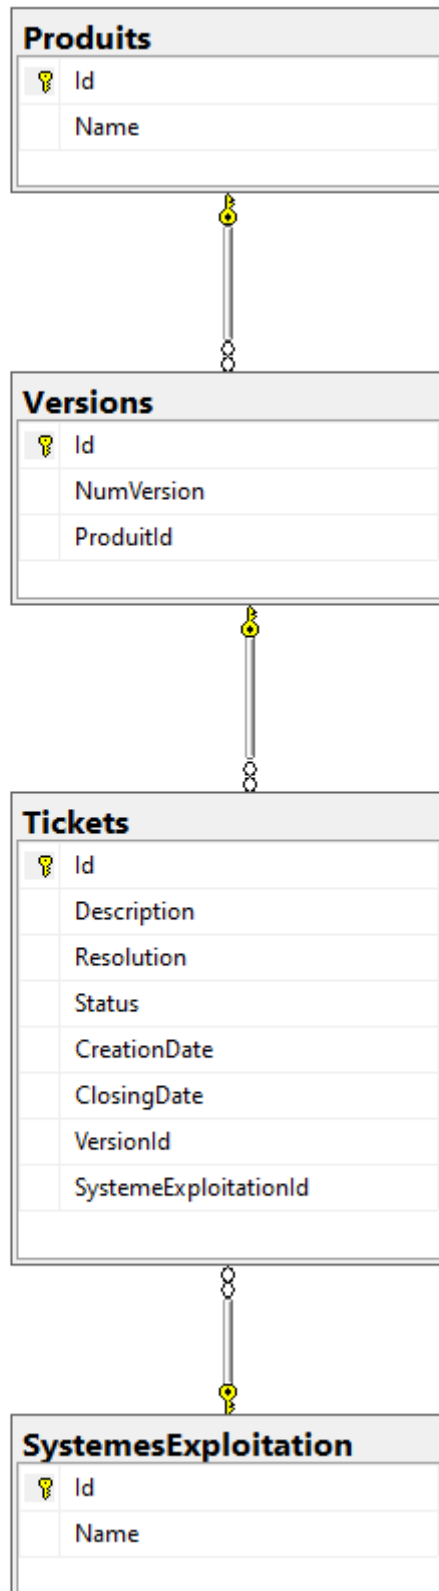 Produits
Id
Name
Versions
Id
NumVersion
ProduitId
Tickets
Id
Description
Resolution
Status
CreationDate
ClosingDate
VersionId
SystemeExploitationId
SystemesExploitation
Id
Name